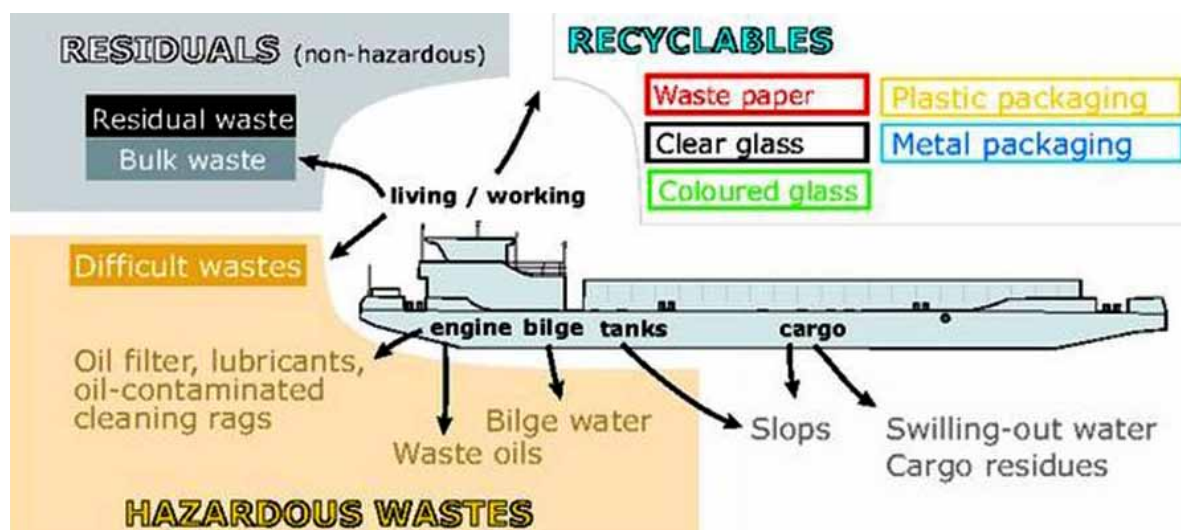 RESIDUALS (non-hazardous)
Residual waste
Bulk waste
RECYCLABLES
Waste paper
Plastic packaging
Clear glass
Metal packaging
Coloured glass
living / working
Difficult wastes
engine bilge tanks cargo
Oil filter, lubricants,
oil-contaminated
cleaning rags
Waste oils
Bilge water
Slops
Swilling-out water
Cargo residues
HAZARDOUS WASTES